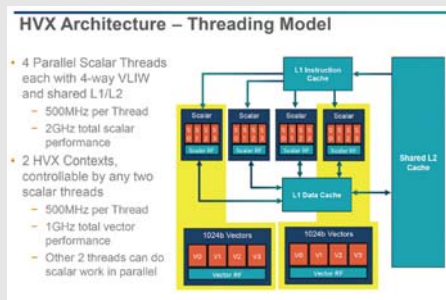 HVX Architecture – Threading Model
• 4 Parallel Scalar Threads
each with 4-way VLIW
and shared L1/L2
– 500MHz per Thread
– 2GHz total scalar
performance
• 2 HVX Contexts,
controllable by any two
scalar threads
– 500MHz per Thread
– 1GHz total vector
performance
– Other 2 threads can do
scalar work in parallel
L1 Instruction
Cache
Scalar
Scalar
Scalar
Scalar
Scalar RF
Scalar RF
Scalar RF
Scalar RF
Shared L2
Cache
L1 Data Cache
1024b Vectors
V0 V1 V2 V3
Vector RF
1024b Vectors
V0 V1 V2 V3
Vector RF